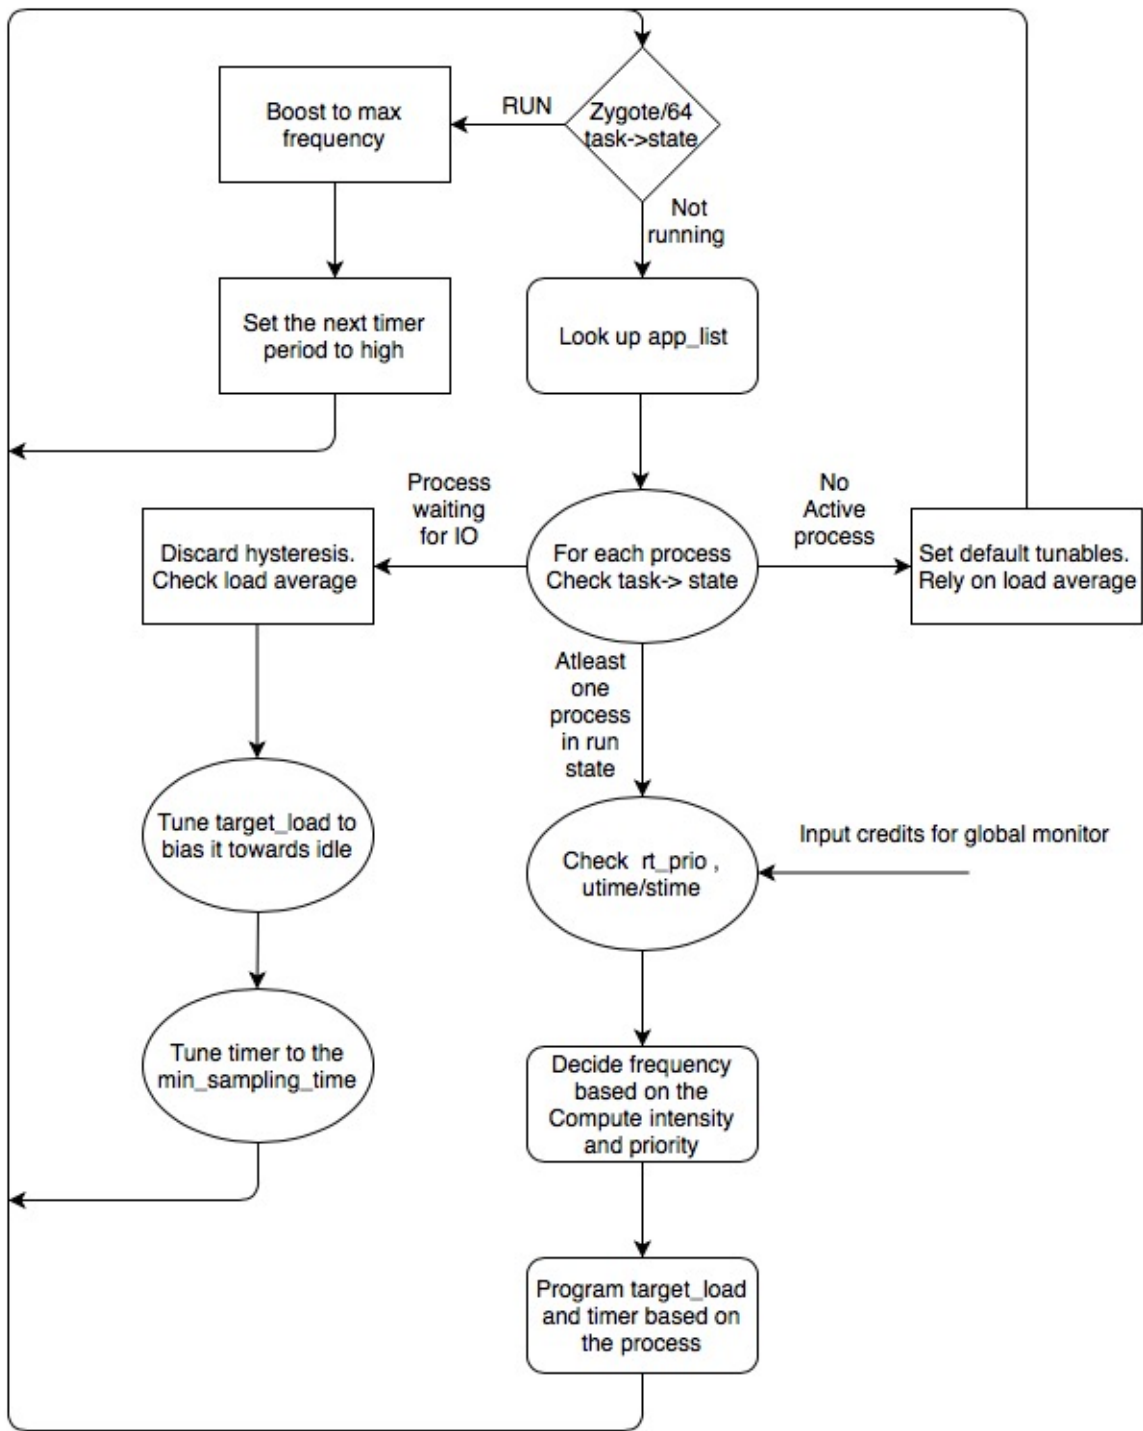 Zygote/64
task->state
RUN
Boost to max
frequency
Not
running
Set the next timer
period to high
Look up app_list
Process
waiting
for IO
No
Active
process
For each process
Check task-> state
Discard hysteresis.
Check load average
Set default tunables.
Rely on load average
Atleast
one
process
in run
state
Tune target_load to
bias it towards idle
Input credits for global monitor
Check rt_prio ,
utime/stime
Tune timer to the
min_sampling_time
Decide frequency
based on the
Compute intensity
and priority
Program target_load
and timer based on
the process